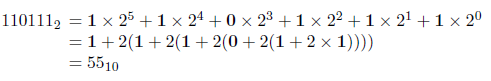 110111₂ = 1 × 2⁵ + 1 × 2⁴ + 0 × 2³ + 1 × 2² + 1 × 2¹ + 1 × 2⁰
= 1 + 2(1 + 2(1 + 2(0 + 2(1 + 2 × 1))))
= 55₁₀